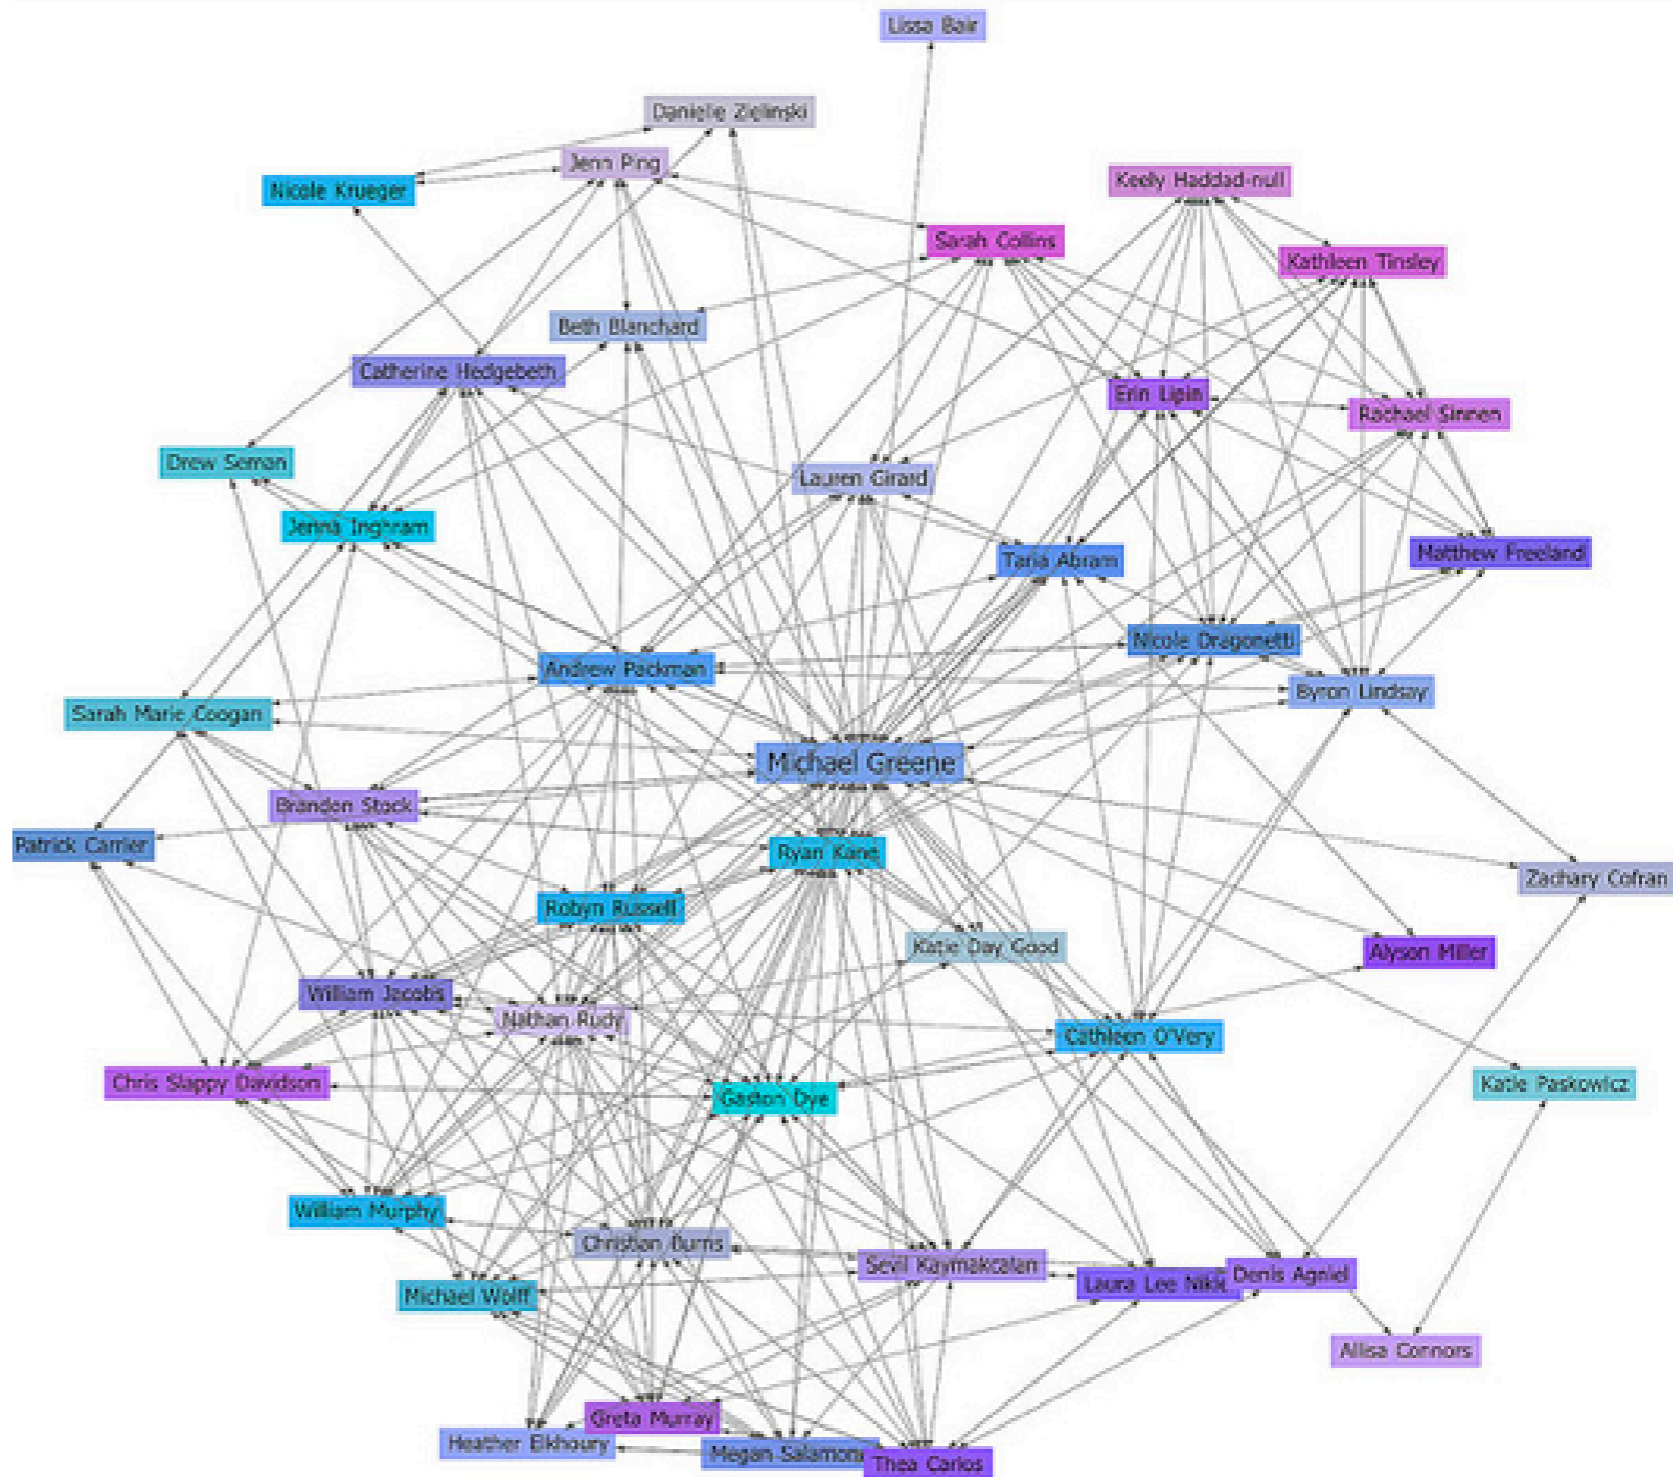 Lissa Bair
Danielle Zielinski
Jenn Ping
Nicole Krueger
Keely Haddad-null
Sarah Collins
Kathleen Tinsley
Beth Blanchard
Catherine Hedgebeth
Erin Lipin
Rachael Sinnen
Drew Seman
Lauren Girard
Jenna Inghram
Taria Abram
Matthew Freeland
Nicole Dragonetti
Andrew Packman
Byron Lindsay
Sarah Marie Coogan
Michael Greene
Brandon Stock
Patrick Carrier
Ryan Kane
Zachary Cofran
Robyn Russell
Katie Day Good
Alyson Miller
William Jacobs
Nathan Rudy
Cathleen O'Very
Chris Slappy Davidson
Gaston Dye
Katie Paskowicz
William Murphy
Christian Burns
Sevil Kaymakcalan
Laura Lee
Denis Agniel
Michael Wolff
Allisa Connors
Greta Murray
Heather Elkhoury
Megan Salamon
Thea Carlos